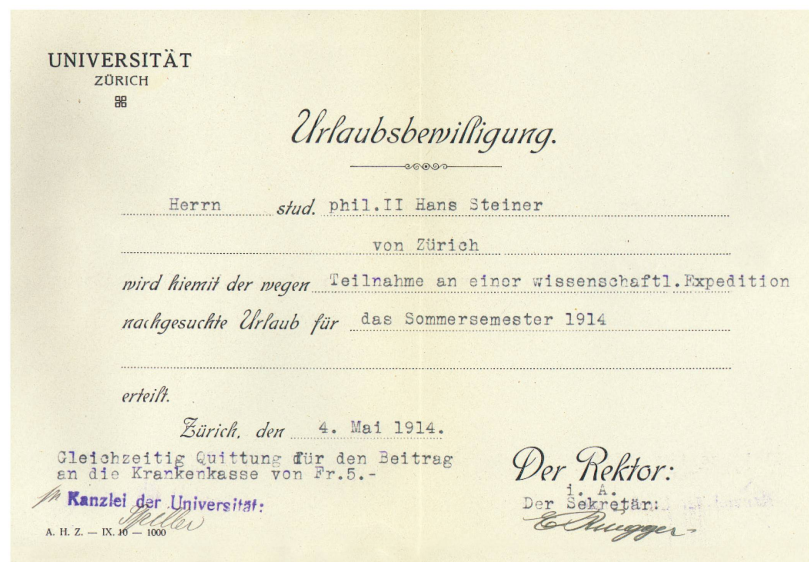 UNIVERSITÄT
ZÜRICH
Urlaubsbewilligung.
Herrn stud. phil.II Hans Steiner
von Zürich
wird hiemit der wegen Teilnahme an einer wissenschaftl.Expedition
nachgesuchte Urlaub für das Sommersemester 1914
erteilt.
Zürich, den 4. Mai 1914.
Gleichzeitig Quittung für den Beitrag
an die Krankenkasse von Fr.5.-
Kanzlei der Universität:
A. H. Z. — IX. 10 — 1000
Der Rektor:
i. A.
Der Sekretär: